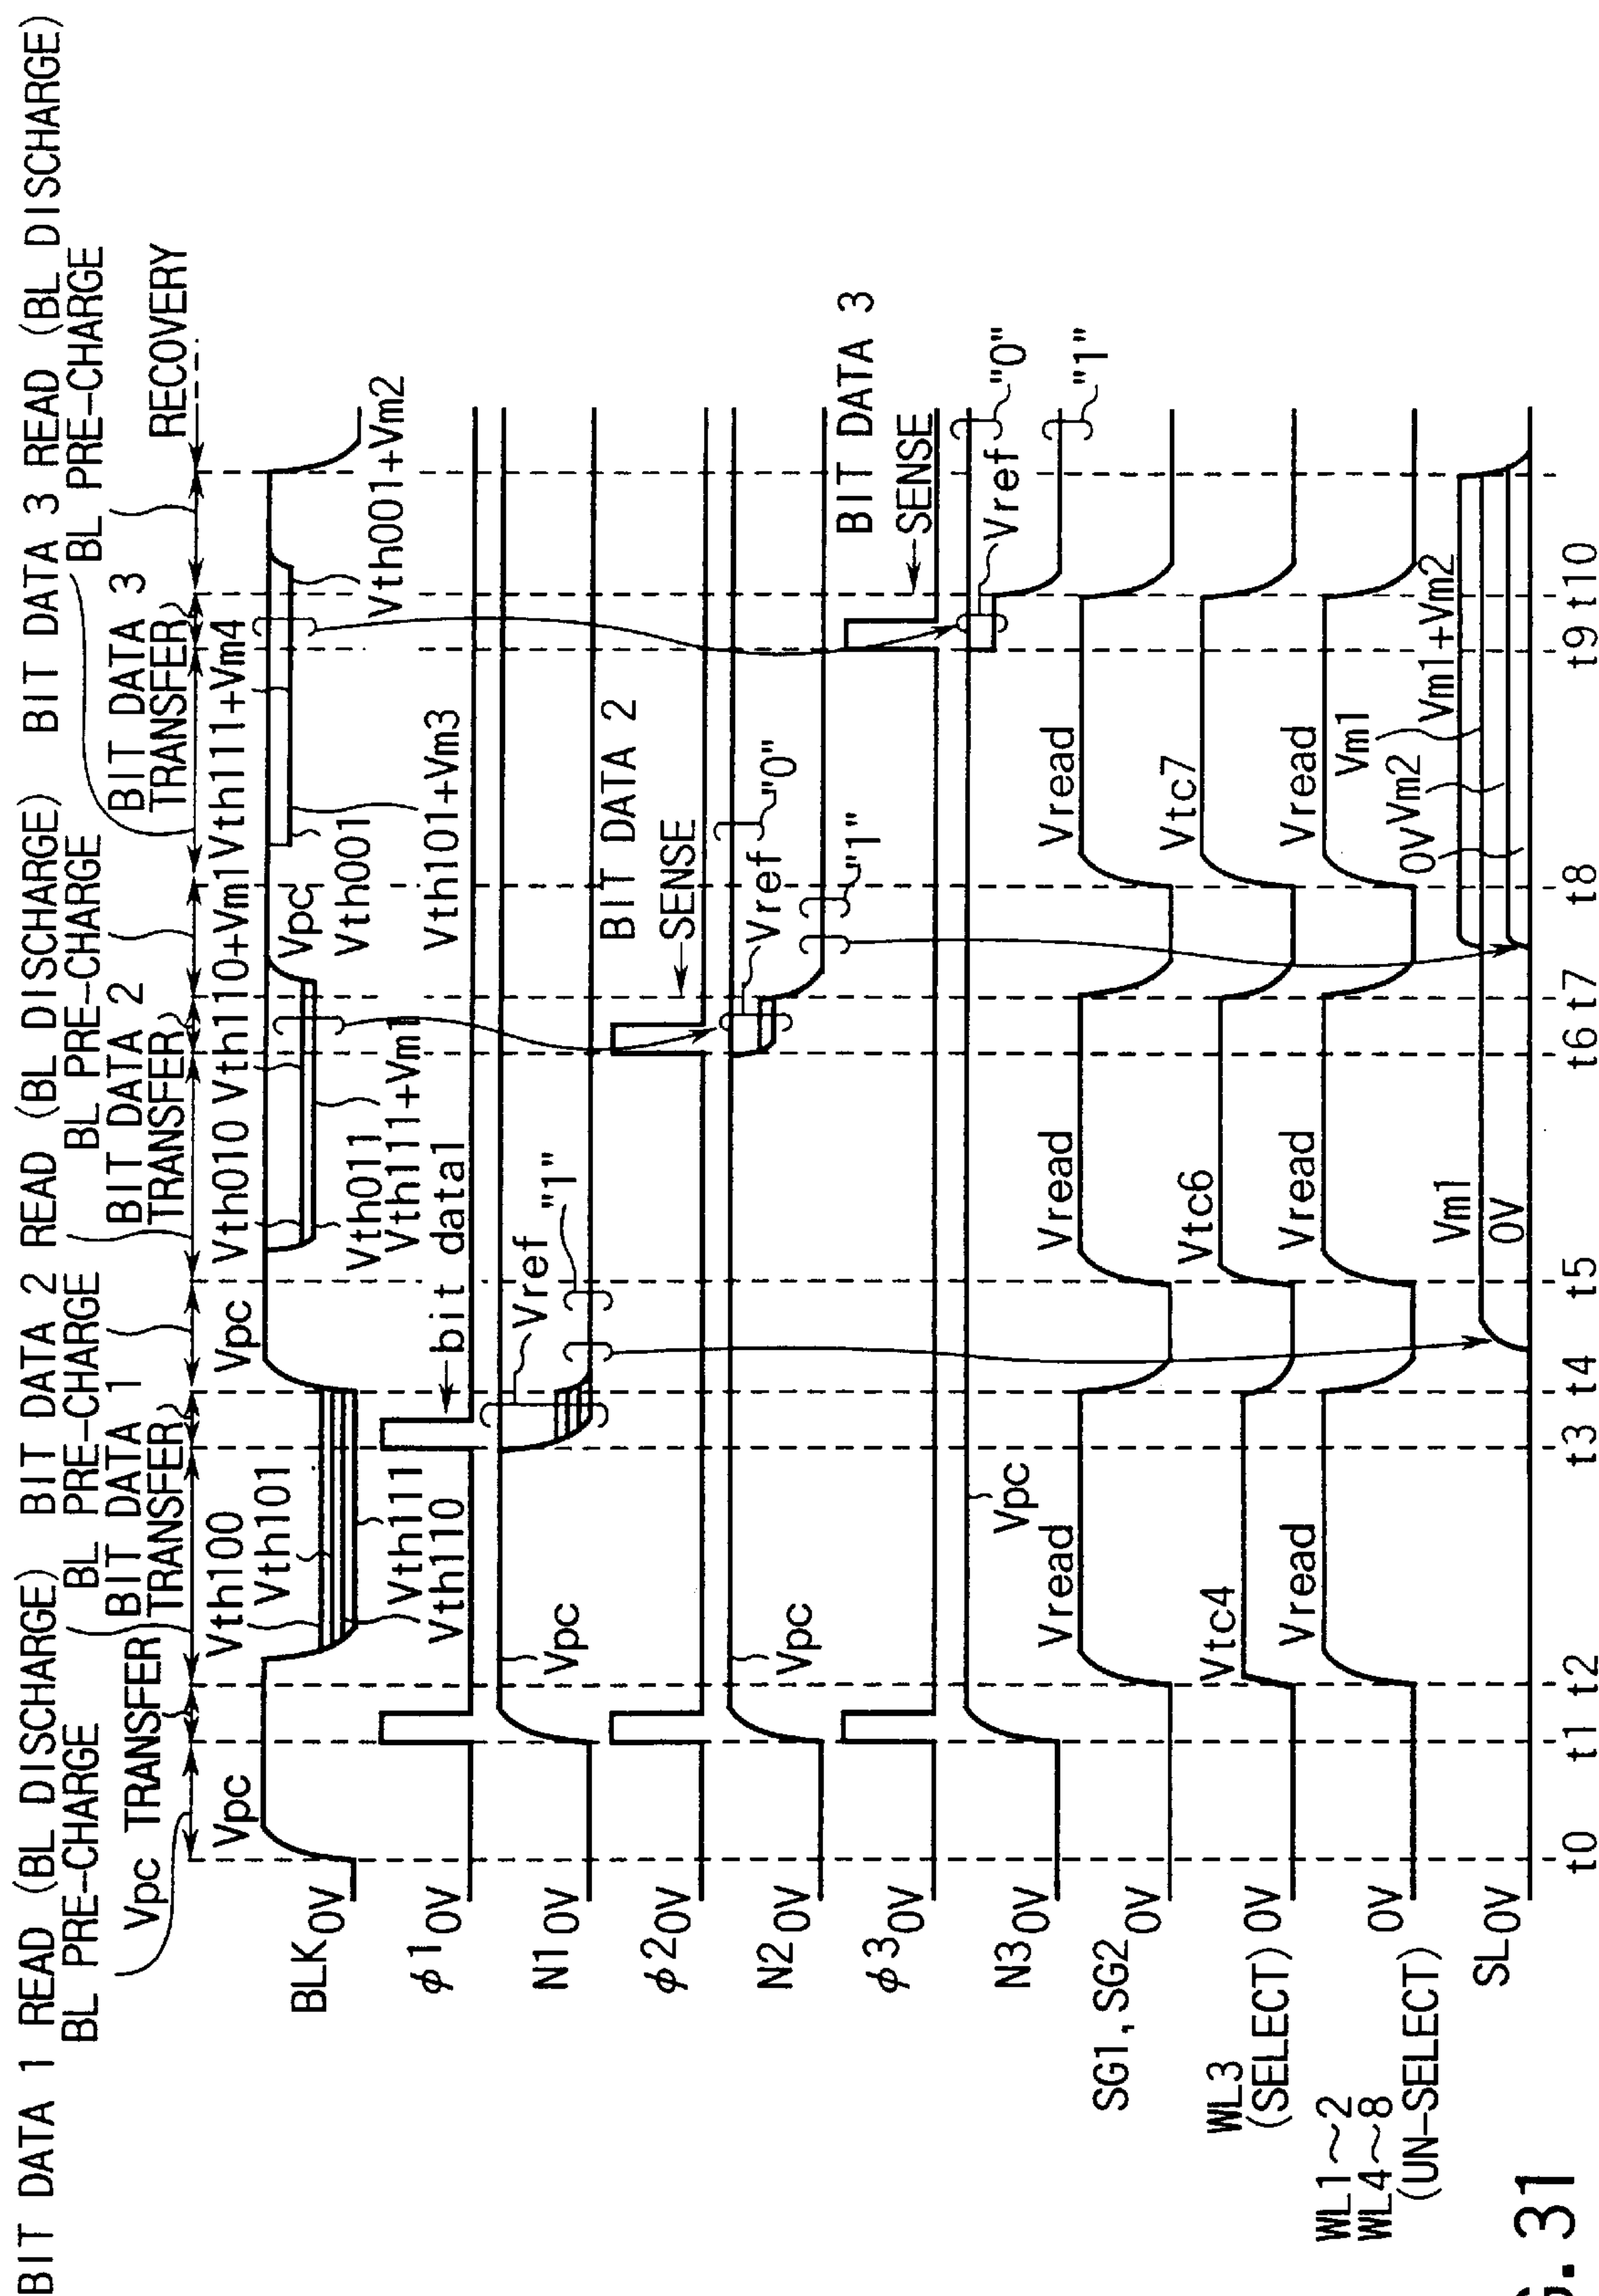 BIT DATA 1 READ (BL DISCHARGE) BIT DATA 2 READ (BL DISCHARGE) BIT DATA 3 READ (BL DISCHARGE)
BL PRE-CHARGE BL PRE-CHARGE BL PRE-CHARGE BL PRE-CHARGE
Vpc TRANSFER
BIT DATA 1
TRANSFER
BIT DATA 2
TRANSFER
BIT DATA 3
TRANSFER
RECOVERY
BLK 0V
Vpc
Vth100
Vth101
Vth111
Vth110
Vpc
Vth010 Vth110+Vm1
Vth011
Vth111+Vm1
Vpc
Vth001
Vth111+Vm4
Vth101+Vm3
Vth001+Vm2
φ1 0V
bit data1
N1 0V
Vpc
Vref
"1"
φ2 0V
BIT DATA 2
SENSE
N2 0V
Vpc
Vref
"0"
"1"
φ3 0V
BIT DATA 3
SENSE
N3 0V
Vpc
Vref
"0"
"1"
SG1,SG2 0V
Vread
Vread
Vread
WL3
(SELECT) 0V
Vtc4
Vtc6
Vtc7
WL1~2
WL4~8
(UN-SELECT) 0V
Vread
Vread
Vread
SL 0V
Vm1
0V
0V
Vm2
Vm1
Vm1+Vm2
t0 t1 t2 t3 t4 t5 t6 t7 t8 t9 t10
.31